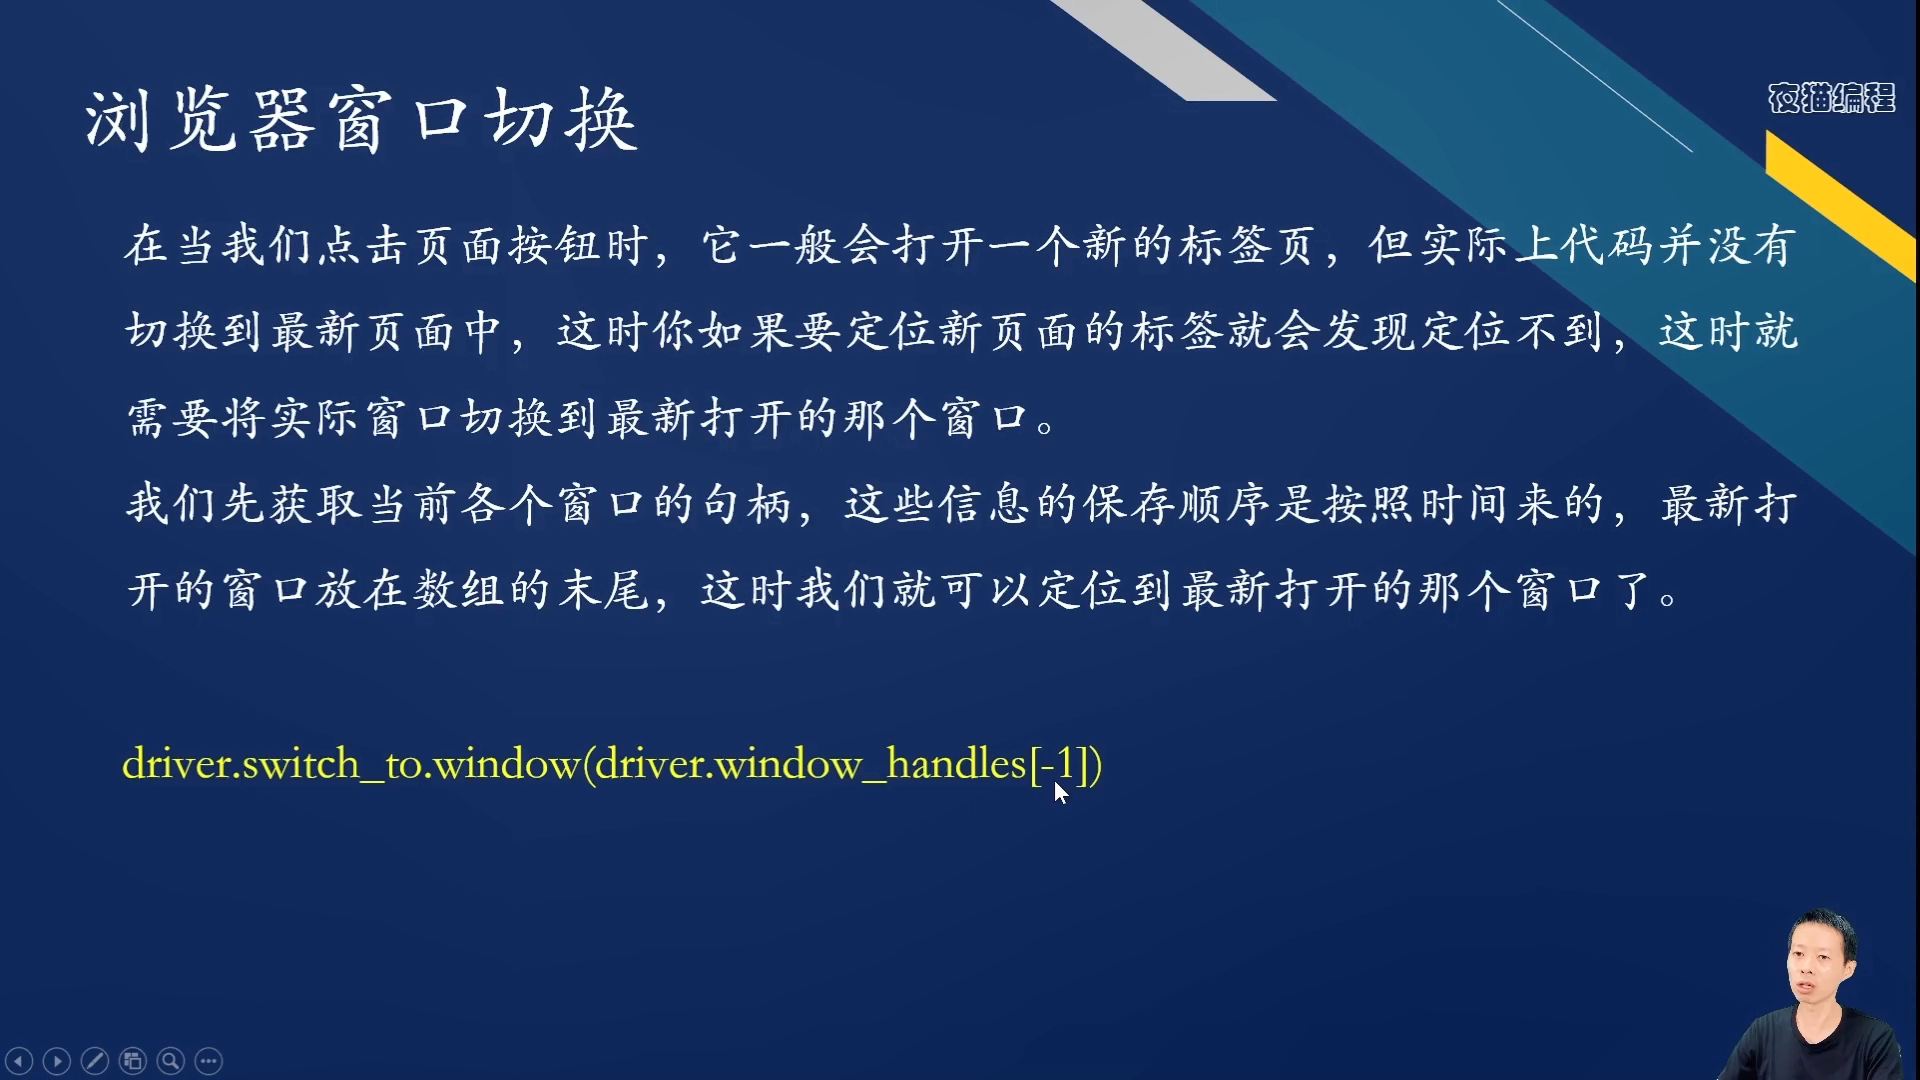 浏览器窗口切换
夜猫编程
在当我们点击页面按钮时，它一般会打开一个新的标签页，但实际上代码并没有
切换到最新页面中，这时你如果要定位新页面的标签就会发现定位不到，这时就
需要将实际窗口切换到最新打开的那个窗口。
我们先获取当前各个窗口的句柄，这些信息的保存顺序是按照时间来的，最新打
开的窗口放在数组的末尾，这时我们就可以定位到最新打开的那个窗口了。
driver.switch_to.window(driver.window_handles[-1])